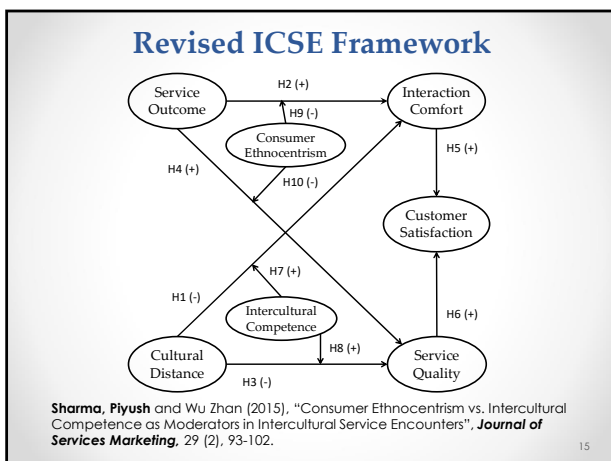 Revised ICSE Framework
Service
Outcome
H2 (+)
Interaction
Comfort
H9 (-)
Consumer
Ethnocentrism
H4 (+)
H5 (+)
H10 (-)
Customer
Satisfaction
H7 (+)
H1 (-)
Intercultural
Competence
H6 (+)
H8 (+)
Cultural
Distance
H3 (-)
Service
Quality
Sharma, Piyush and Wu Zhan (2015), “Consumer Ethnocentrism vs. Intercultural
Competence as Moderators in Intercultural Service Encounters”, Journal of
Services Marketing, 29 (2), 93-102.
15